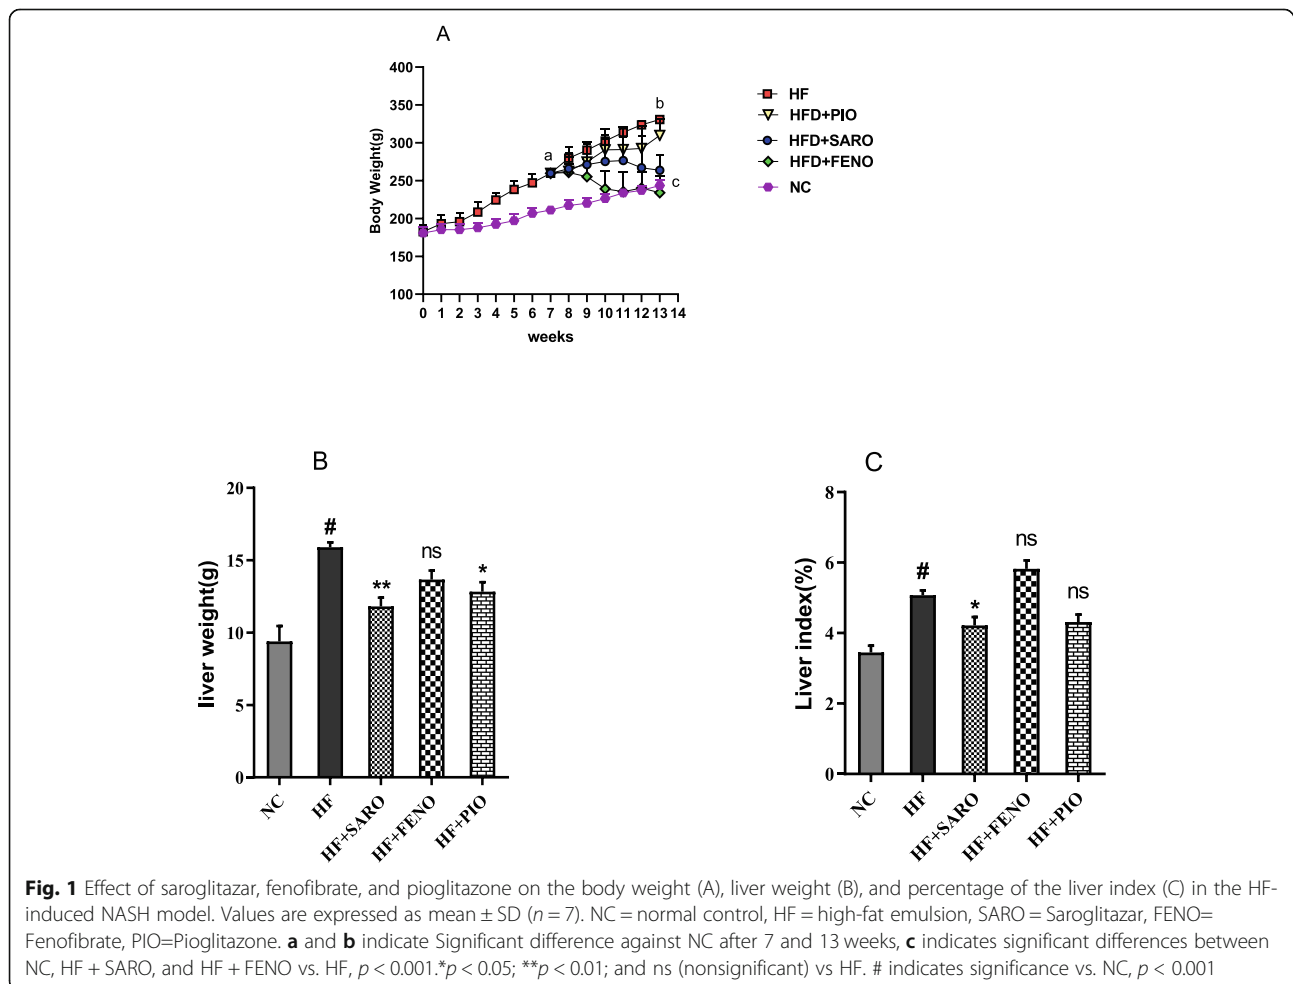 A
400
350
300
250
200
150
100
Body Weight(g)
a
b
c
0 1 2 3 4 5 6 7 8 9 10 11 12 13 14
weeks
HF
HFD+PIO
HFD+SARO
HFD+FENO
NC
B
20
15
10
5
0
liver weight(g)
#
**
ns
*
NC
HF
HF+SARO
HF+FENO
HF+PIO
C
8
6
4
2
0
Liver index(%)
#
*
ns
ns
NC
HF
HF+SARO
HF+FENO
HF+PIO
Fig. 1 Effect of saroglitazar, fenofibrate, and pioglitazone on the body weight (A), liver weight (B), and percentage of the liver index (C) in the HF-
induced NASH model. Values are expressed as mean ± SD (n = 7). NC = normal control, HF = high-fat emulsion, SARO = Saroglitazar, FENO=
Fenofibrate, PIO=Pioglitazone. a and b indicate Significant difference against NC after 7 and 13 weeks, c indicates significant differences between
NC, HF + SARO, and HF + FENO vs. HF, p < 0.001.*p < 0.05; **p < 0.01; and ns (nonsignificant) vs HF. # indicates significance vs. NC, p < 0.001